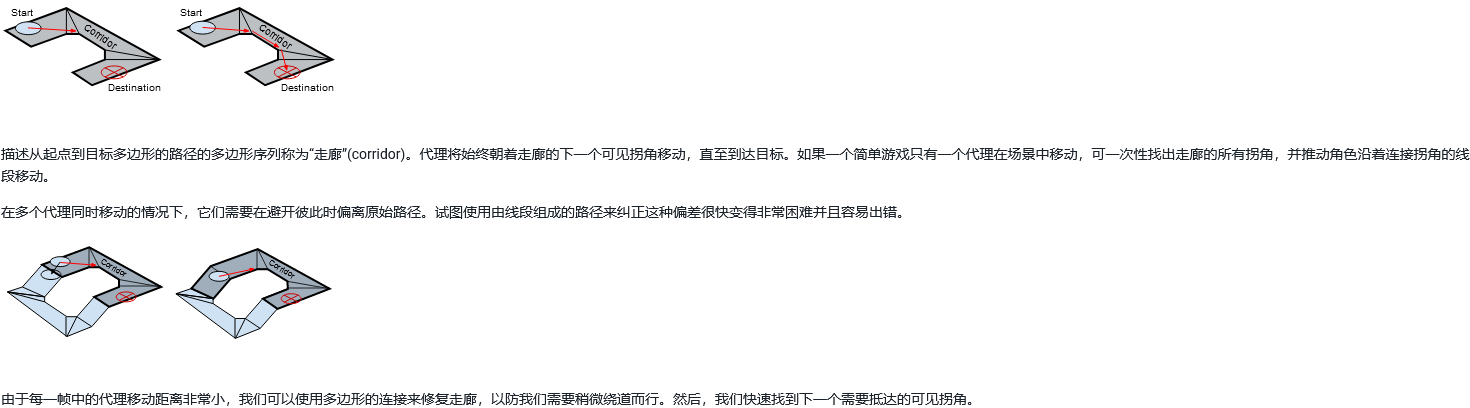 Start
Corridor
Destination
Start
Corridor
Destination
描述从起点到目标多边形的路径的多边形序列称为“走廊”(corridor)。代理将始终朝着走廊的下一个可见拐角移动，直至到达目标。如果一个简单游戏只有一个代理在场景中移动，可一次性找出走廊的所有拐角，并推动角色沿着连接拐角的线
段移动。
在多个代理同时移动的情况下，它们需要在避开彼此时偏离原始路径。试图使用由线段组成的路径来纠正这种偏差很快变得非常困难并且容易出错。
Corridor
Corridor
由于每一帧中的代理移动距离非常小，我们可以使用多边形的连接来修复走廊，以防我们需要稍微绕道而行。然后，我们快速找到下一个需要抵达的可见拐角。